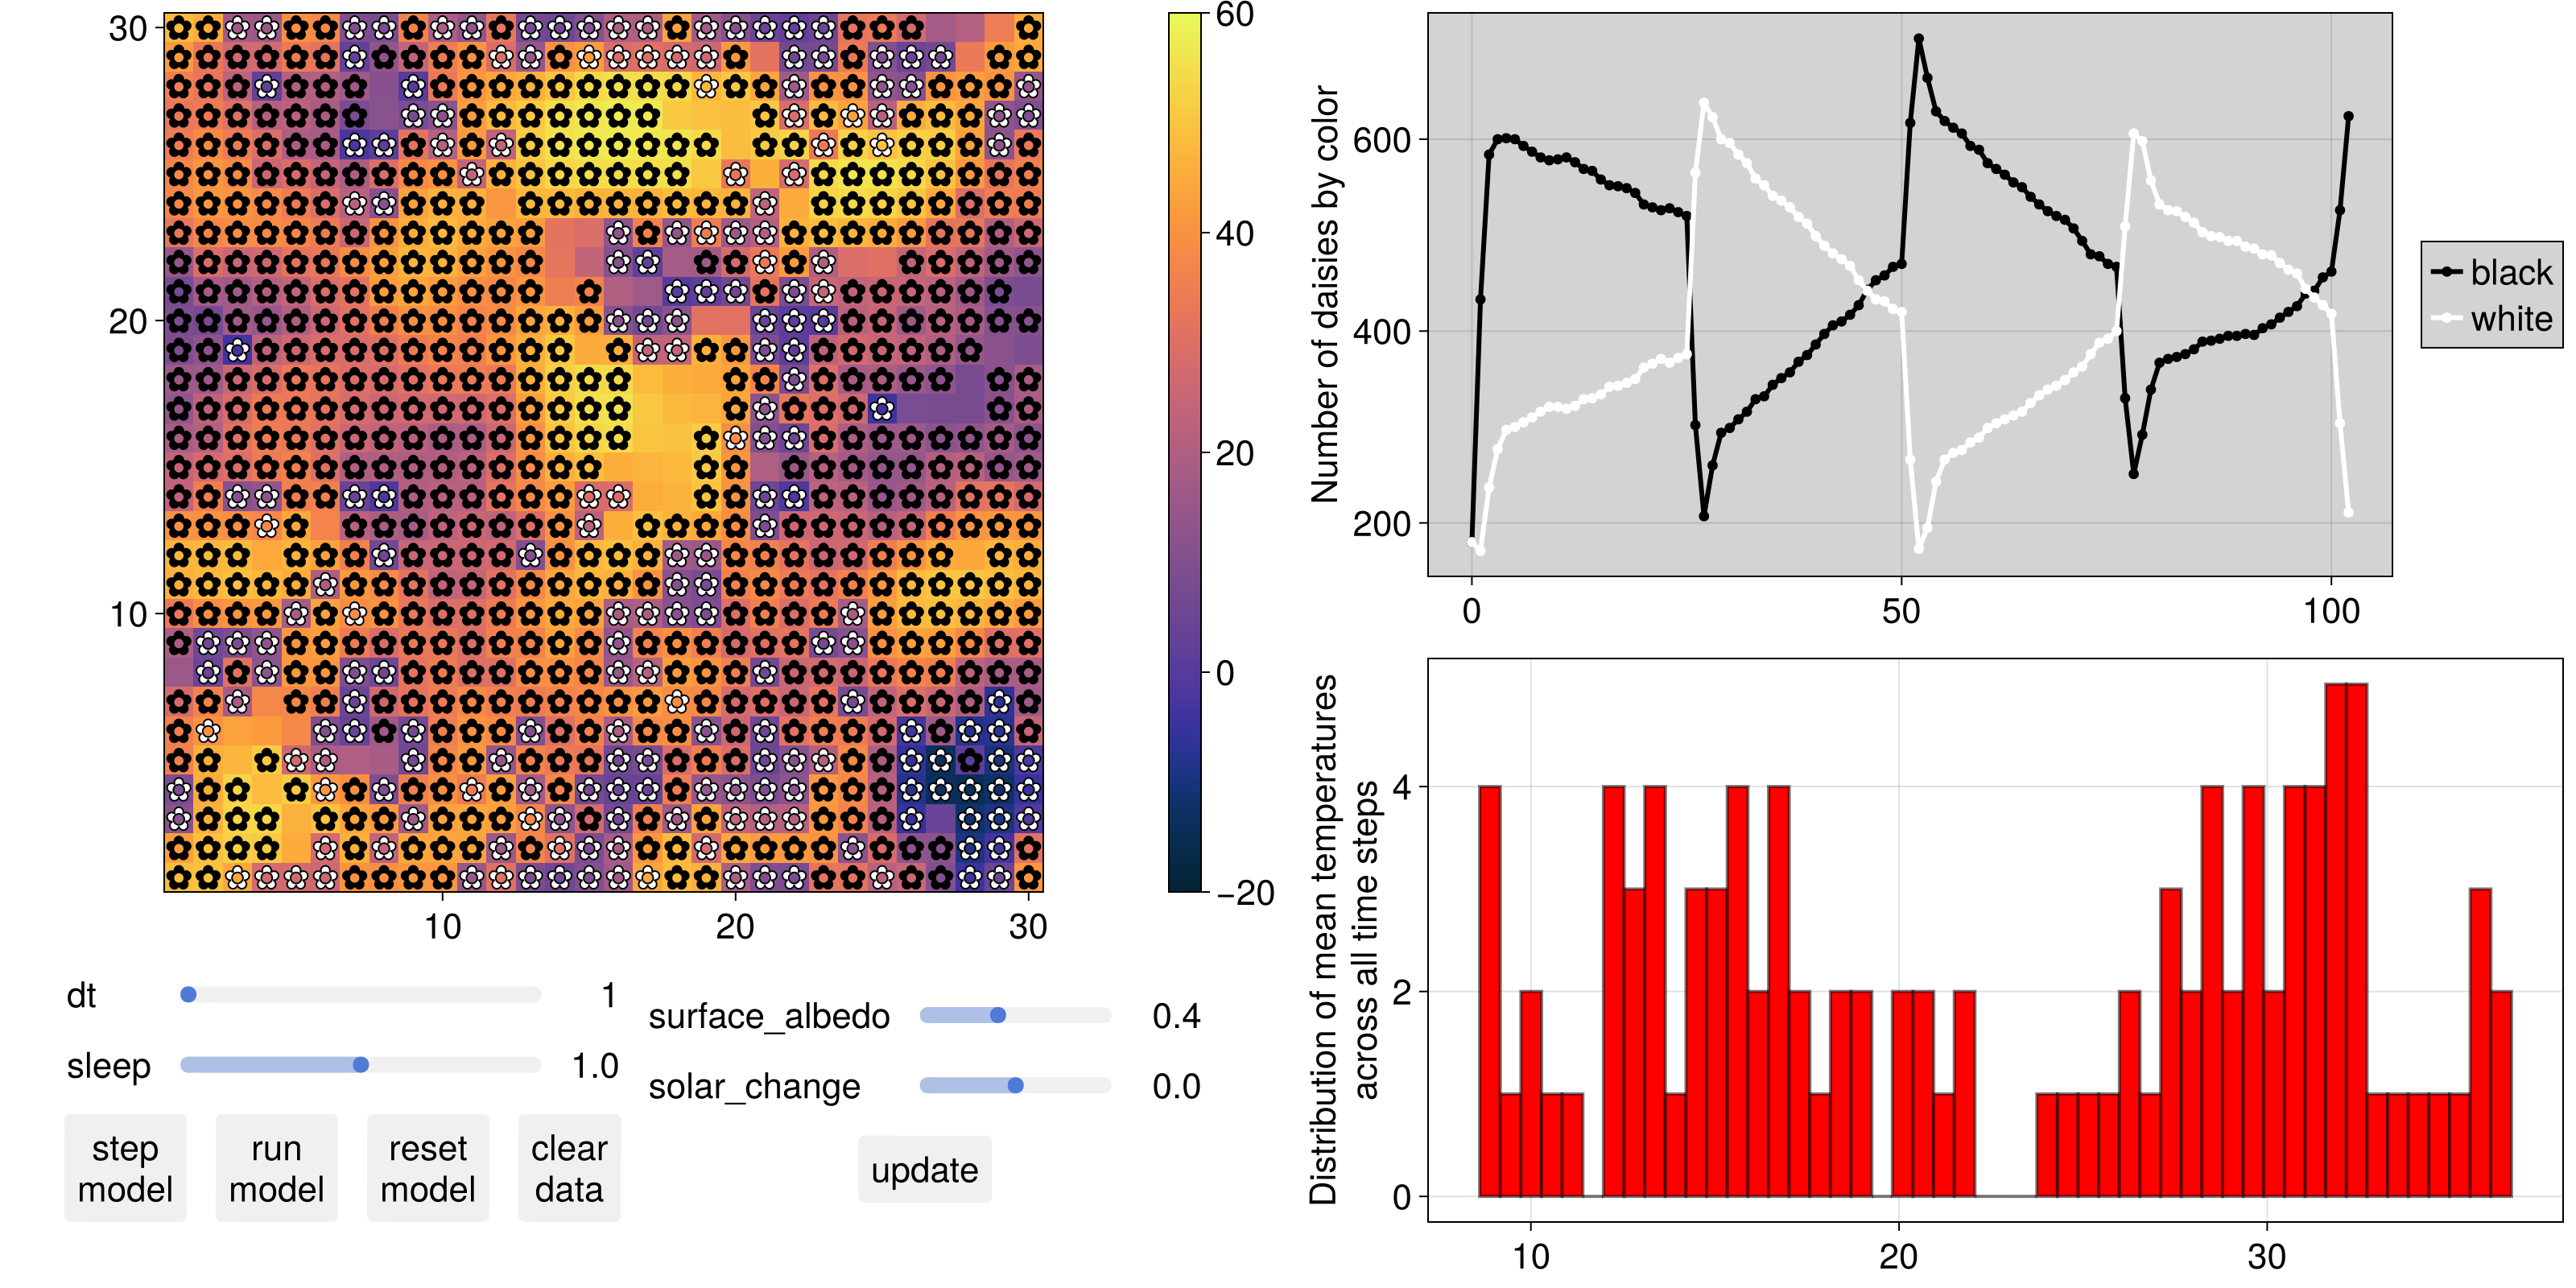 30
20
10
10
20
30
60
40
20
0
−20
dt
1
sleep
1.0
surface_albedo
0.4
solar_change
0.0
step
model
run
model
reset
model
clear
data
update
Number of daisies by color
600
400
200
0
50
100
black
white
Distribution of mean temperatures
across all time steps
4
2
0
10
20
30